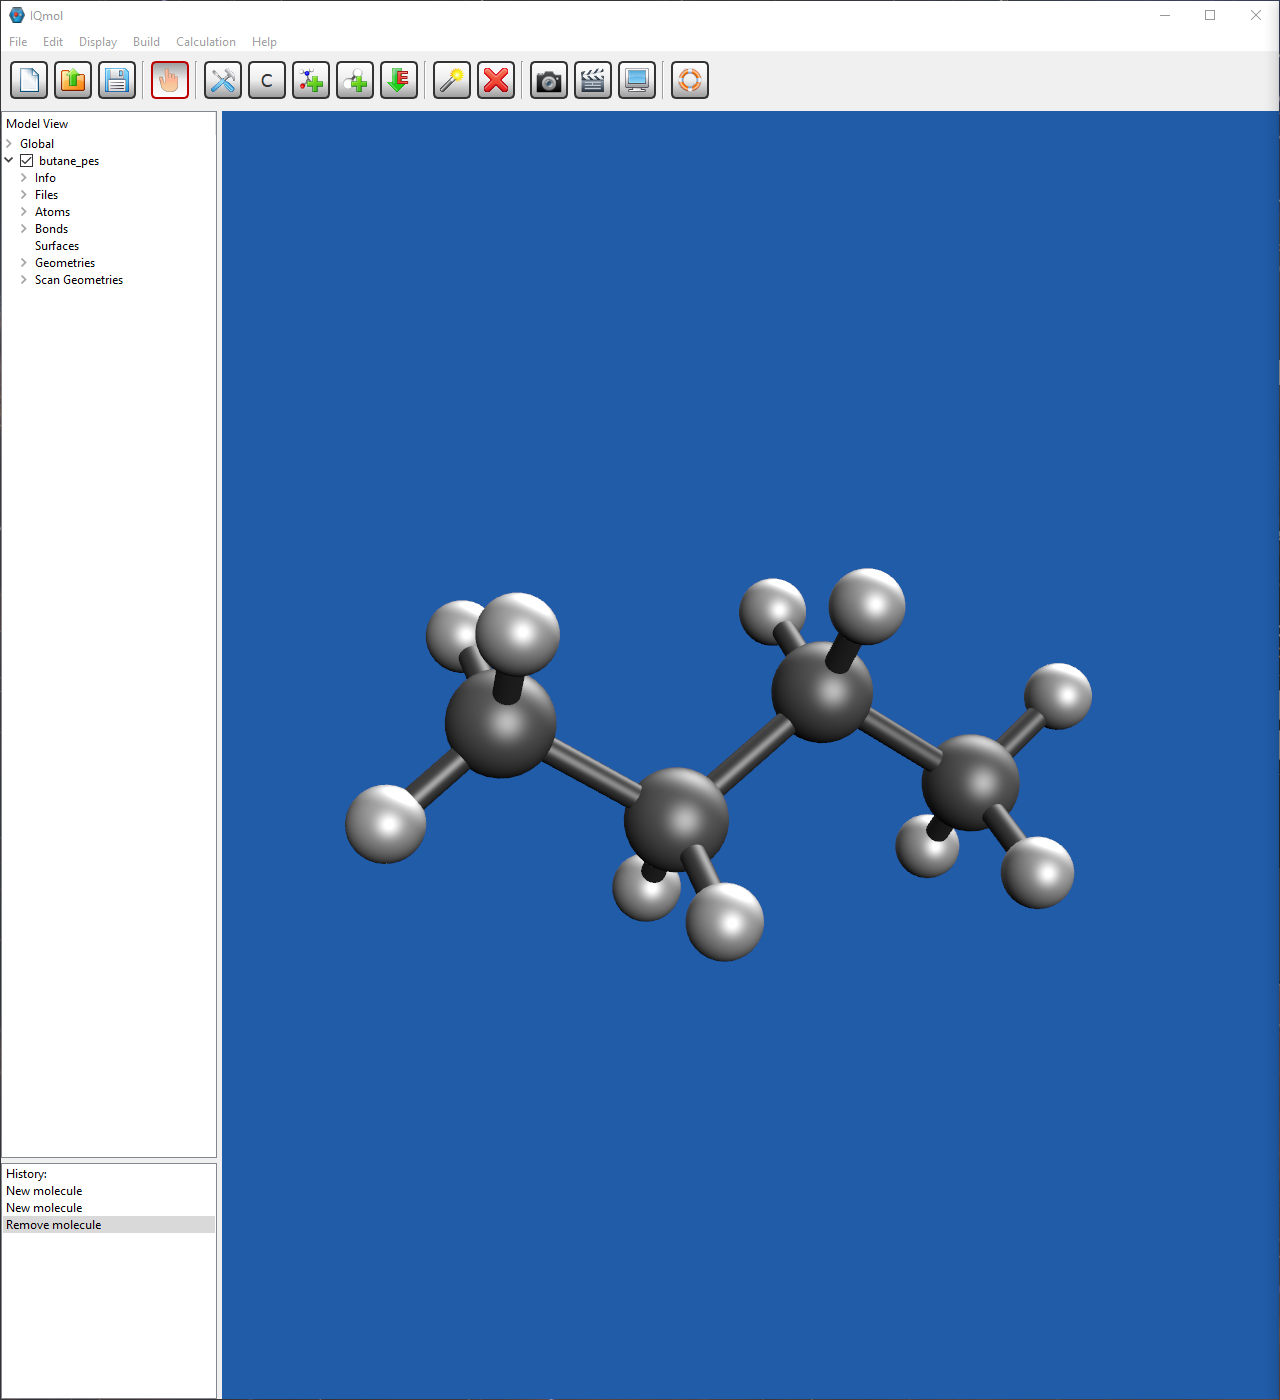 IQmol
File Edit Display Build Calculation Help
C
E
Model View
Global
butane_pes
Info
Files
Atoms
Bonds
Surfaces
Geometries
Scan Geometries
History:
New molecule
New molecule
Remove molecule